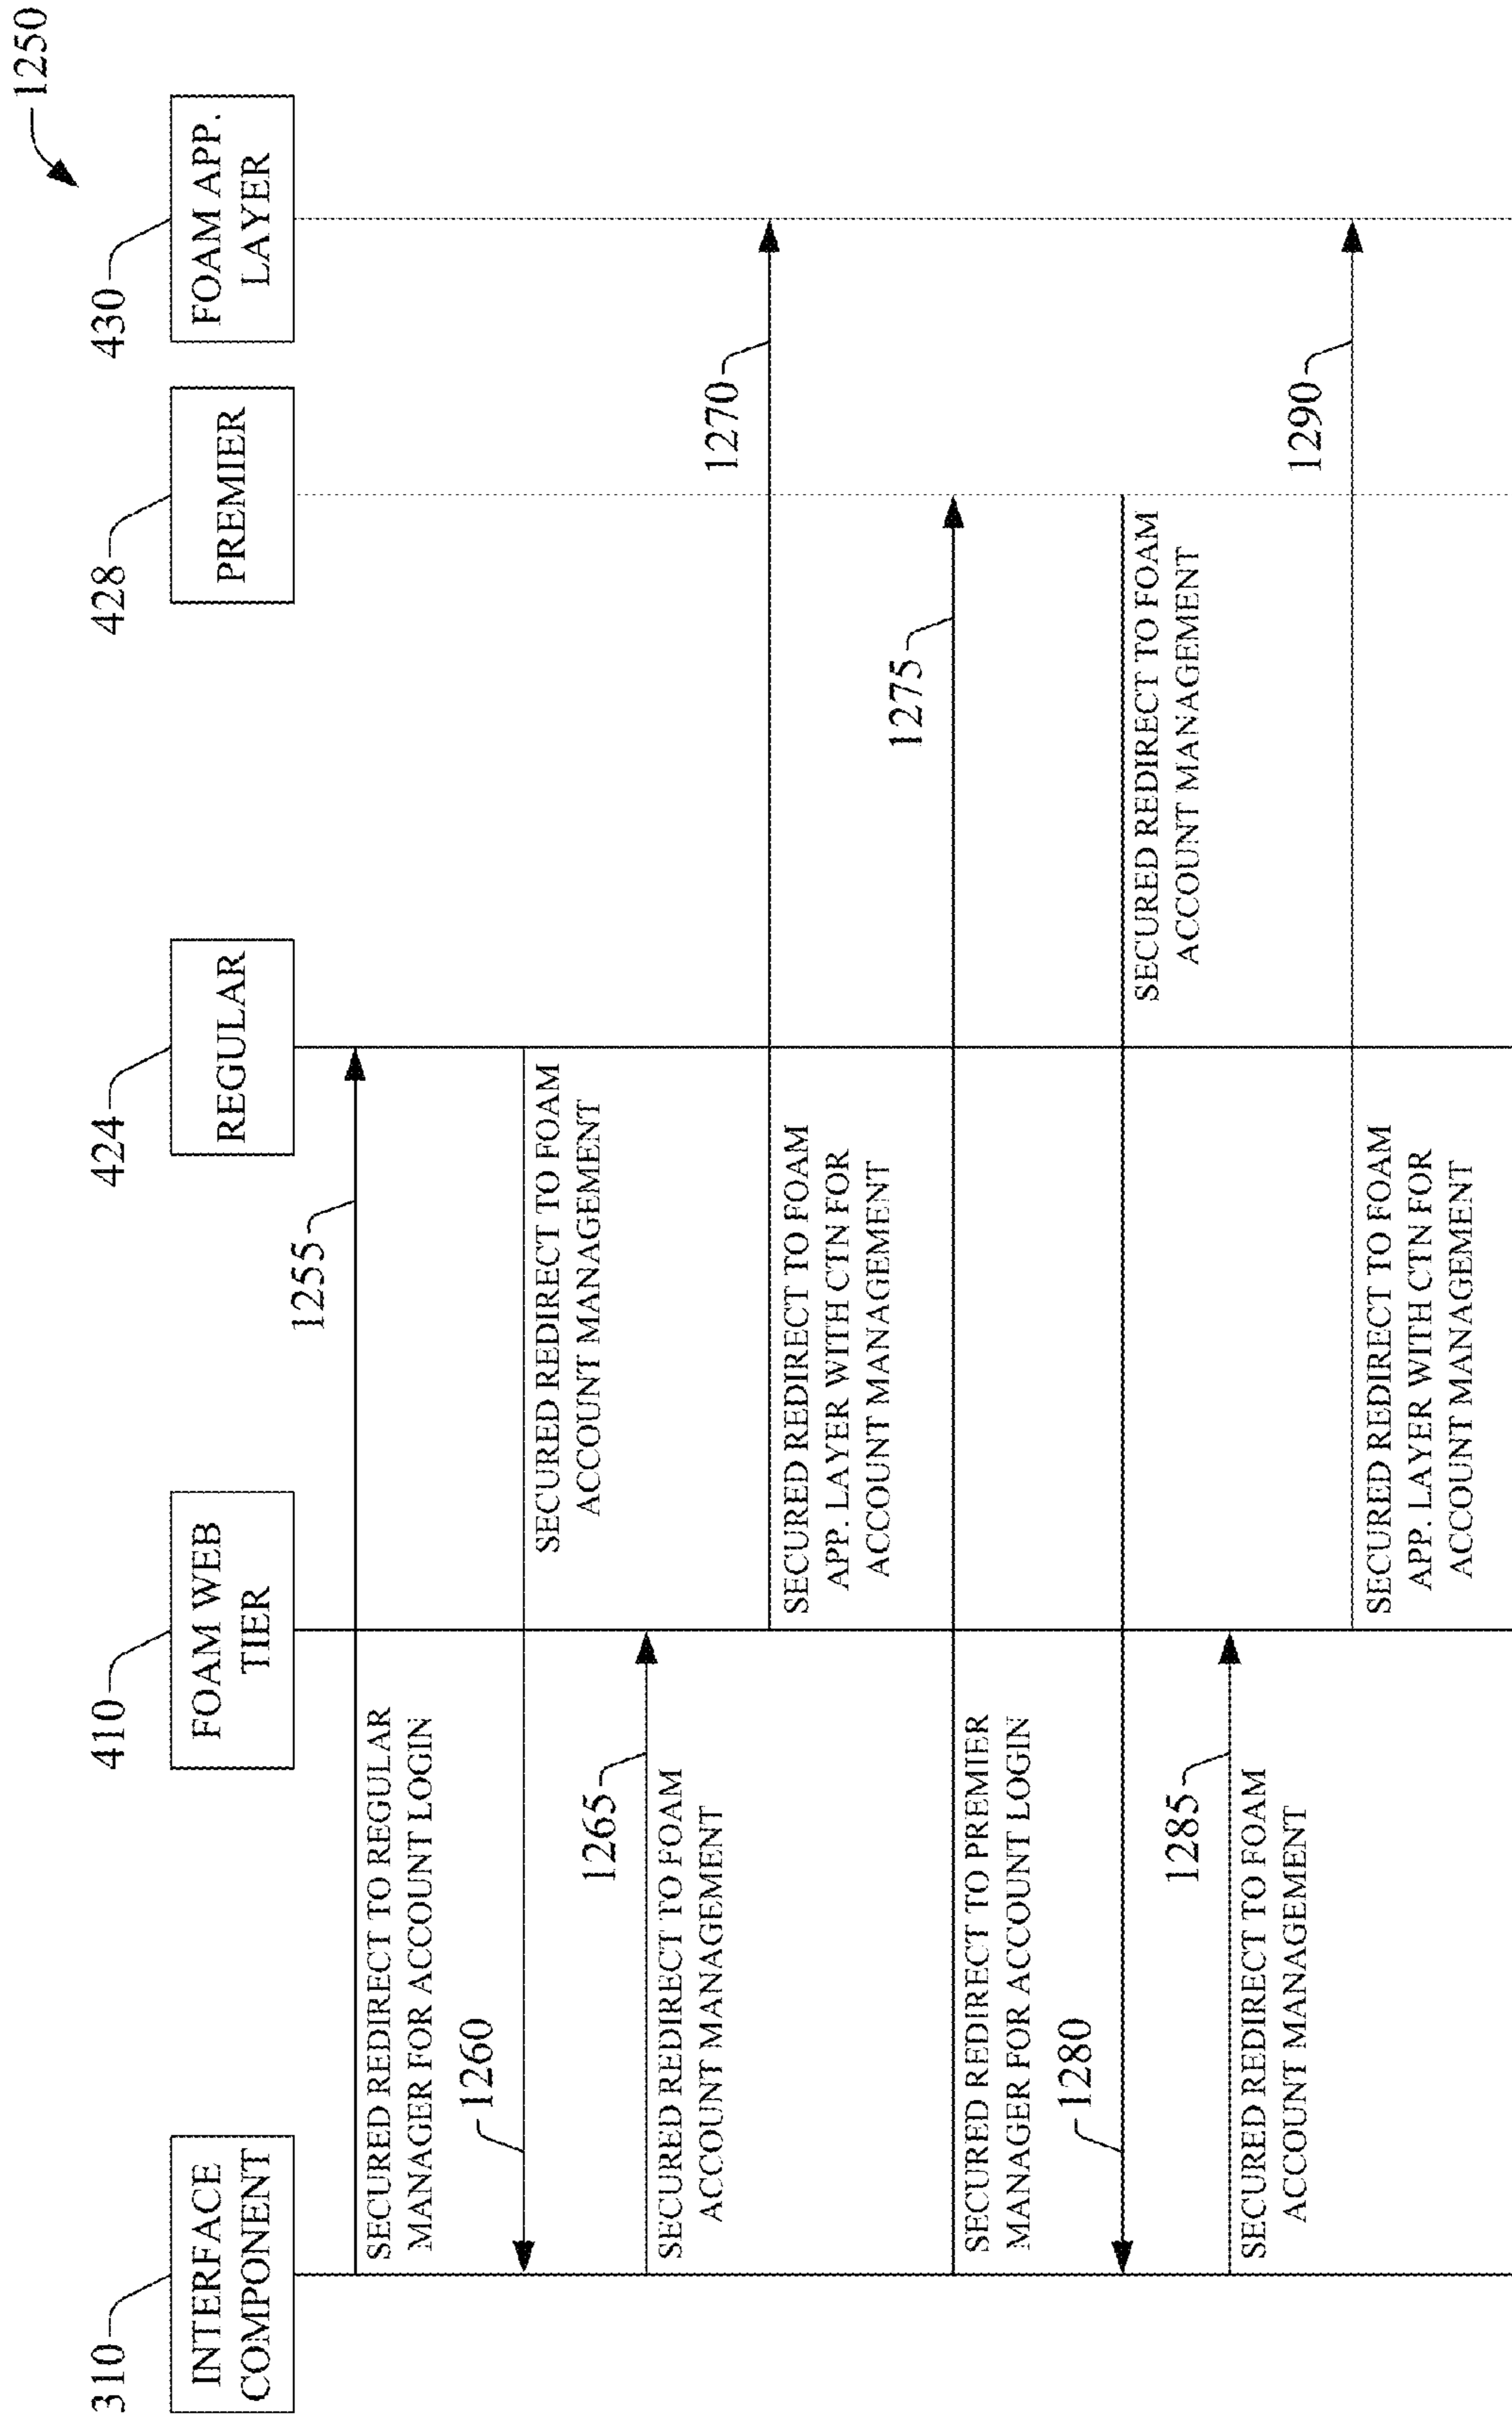 1250
310
INTERFACE
COMPONENT
410
FOAM WEB
TIER
424
REGULAR
428
PREMIER
430
FOAM APP.
LAYER
1255
SECURED REDIRECT TO REGULAR
MANAGER FOR ACCOUNT LOGIN
1260
SECURED REDIRECT TO FOAM
ACCOUNT MANAGEMENT
1265
SECURED REDIRECT TO FOAM
ACCOUNT MANAGEMENT
1270
SECURED REDIRECT TO FOAM
APP. LAYER WITH CTN FOR
ACCOUNT MANAGEMENT
1275
SECURED REDIRECT TO PREMIER
MANAGER FOR ACCOUNT LOGIN
1280
SECURED REDIRECT TO FOAM
ACCOUNT MANAGEMENT
1285
SECURED REDIRECT TO FOAM
ACCOUNT MANAGEMENT
1290
SECURED REDIRECT TO FOAM
APP. LAYER WITH CTN FOR
ACCOUNT MANAGEMENT